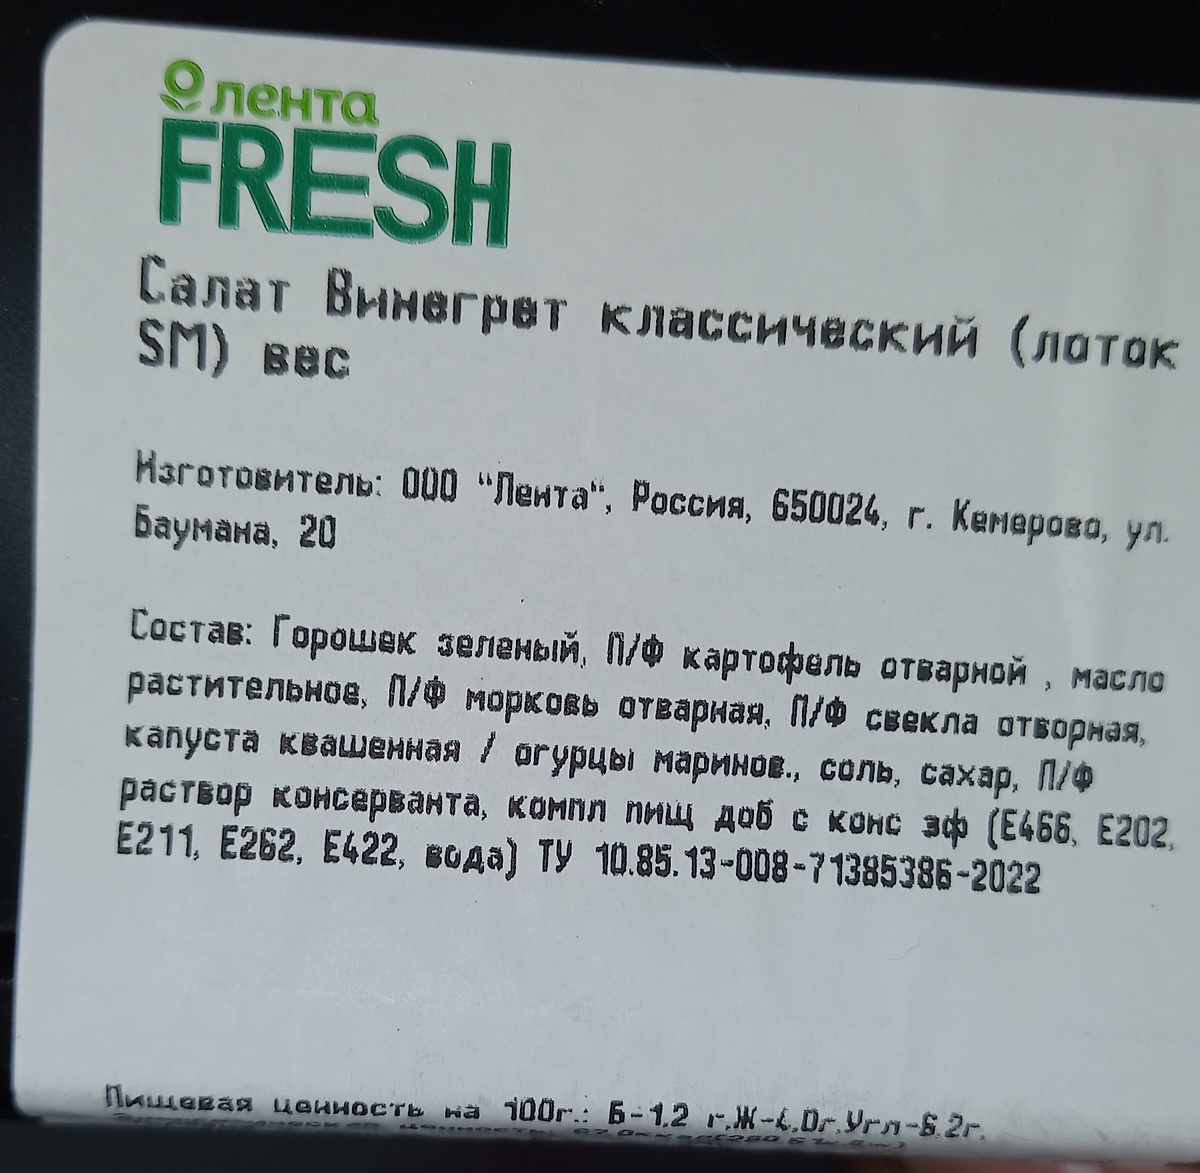 лента
FRESH
Салат Винегрет классический (лоток
SM) вес
Изготовитель: ООО "Лента", Россия, 650024, г. Кемерово, ул.
Баумана, 20
Состав: Горошек зеленый, П/Ф картофель отварной , масло
растительное, П/Ф морковь отварная, П/Ф свекла отворная,
капуста квашенная / огурцы маринов., соль, сахар, П/Ф
раствор консерванта, компл пищ доб с конс эф (Е466, Е202,
Е211, Е262, Е422, вода) ТУ 10.85.13-008-71385386-2022
Пищевая ценность на 100г.: Б-1,2 г,Ж-4,0г,Угл-6,2г,